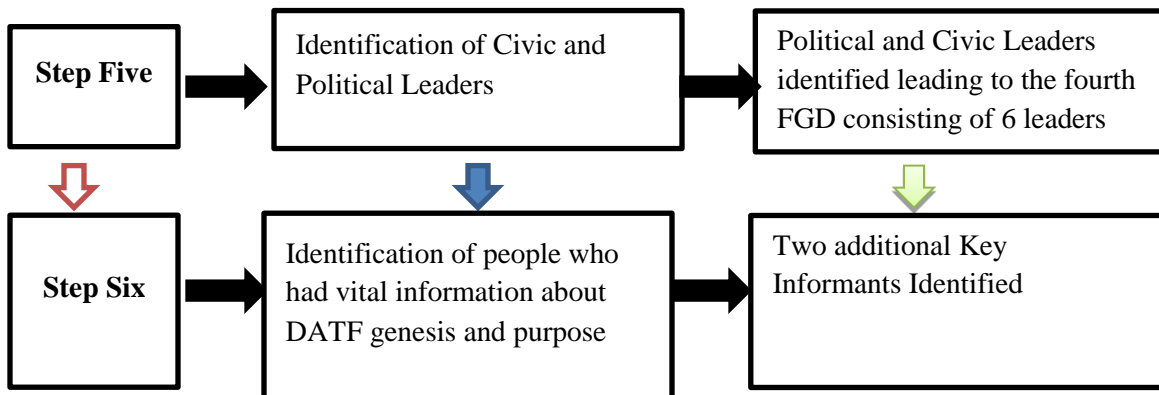 Step Five
Identification of Civic and
Political Leaders
Political and Civic Leaders
identified leading to the fourth
FGD consisting of 6 leaders
Step Six
Identification of people who
had vital information about
DATF genesis and purpose
Two additional Key
Informants Identified